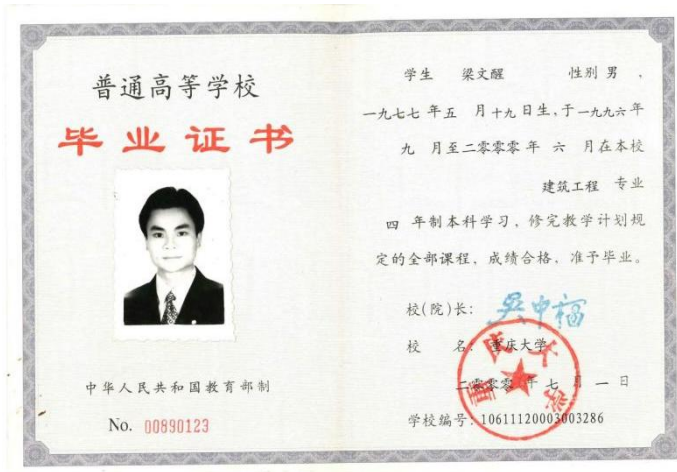 普通高等学校
毕业证书
中华人民共和国教育部制
No. 00890123
学生 梁文醒 性别 男 、
一九七七 年 五 月 十九 日生,于 一九九六 年
九 月至 二零零零 年 六 月在本校
建筑工程 专业
四 年制本科学习，修完教学计划规
定的全部课程，成绩合格，准予毕业。
校(院)长: 吴中福
校 名: 重庆大学
二零零零 年 七 月 一 日
学校编号: 10611120003003286
重庆大学